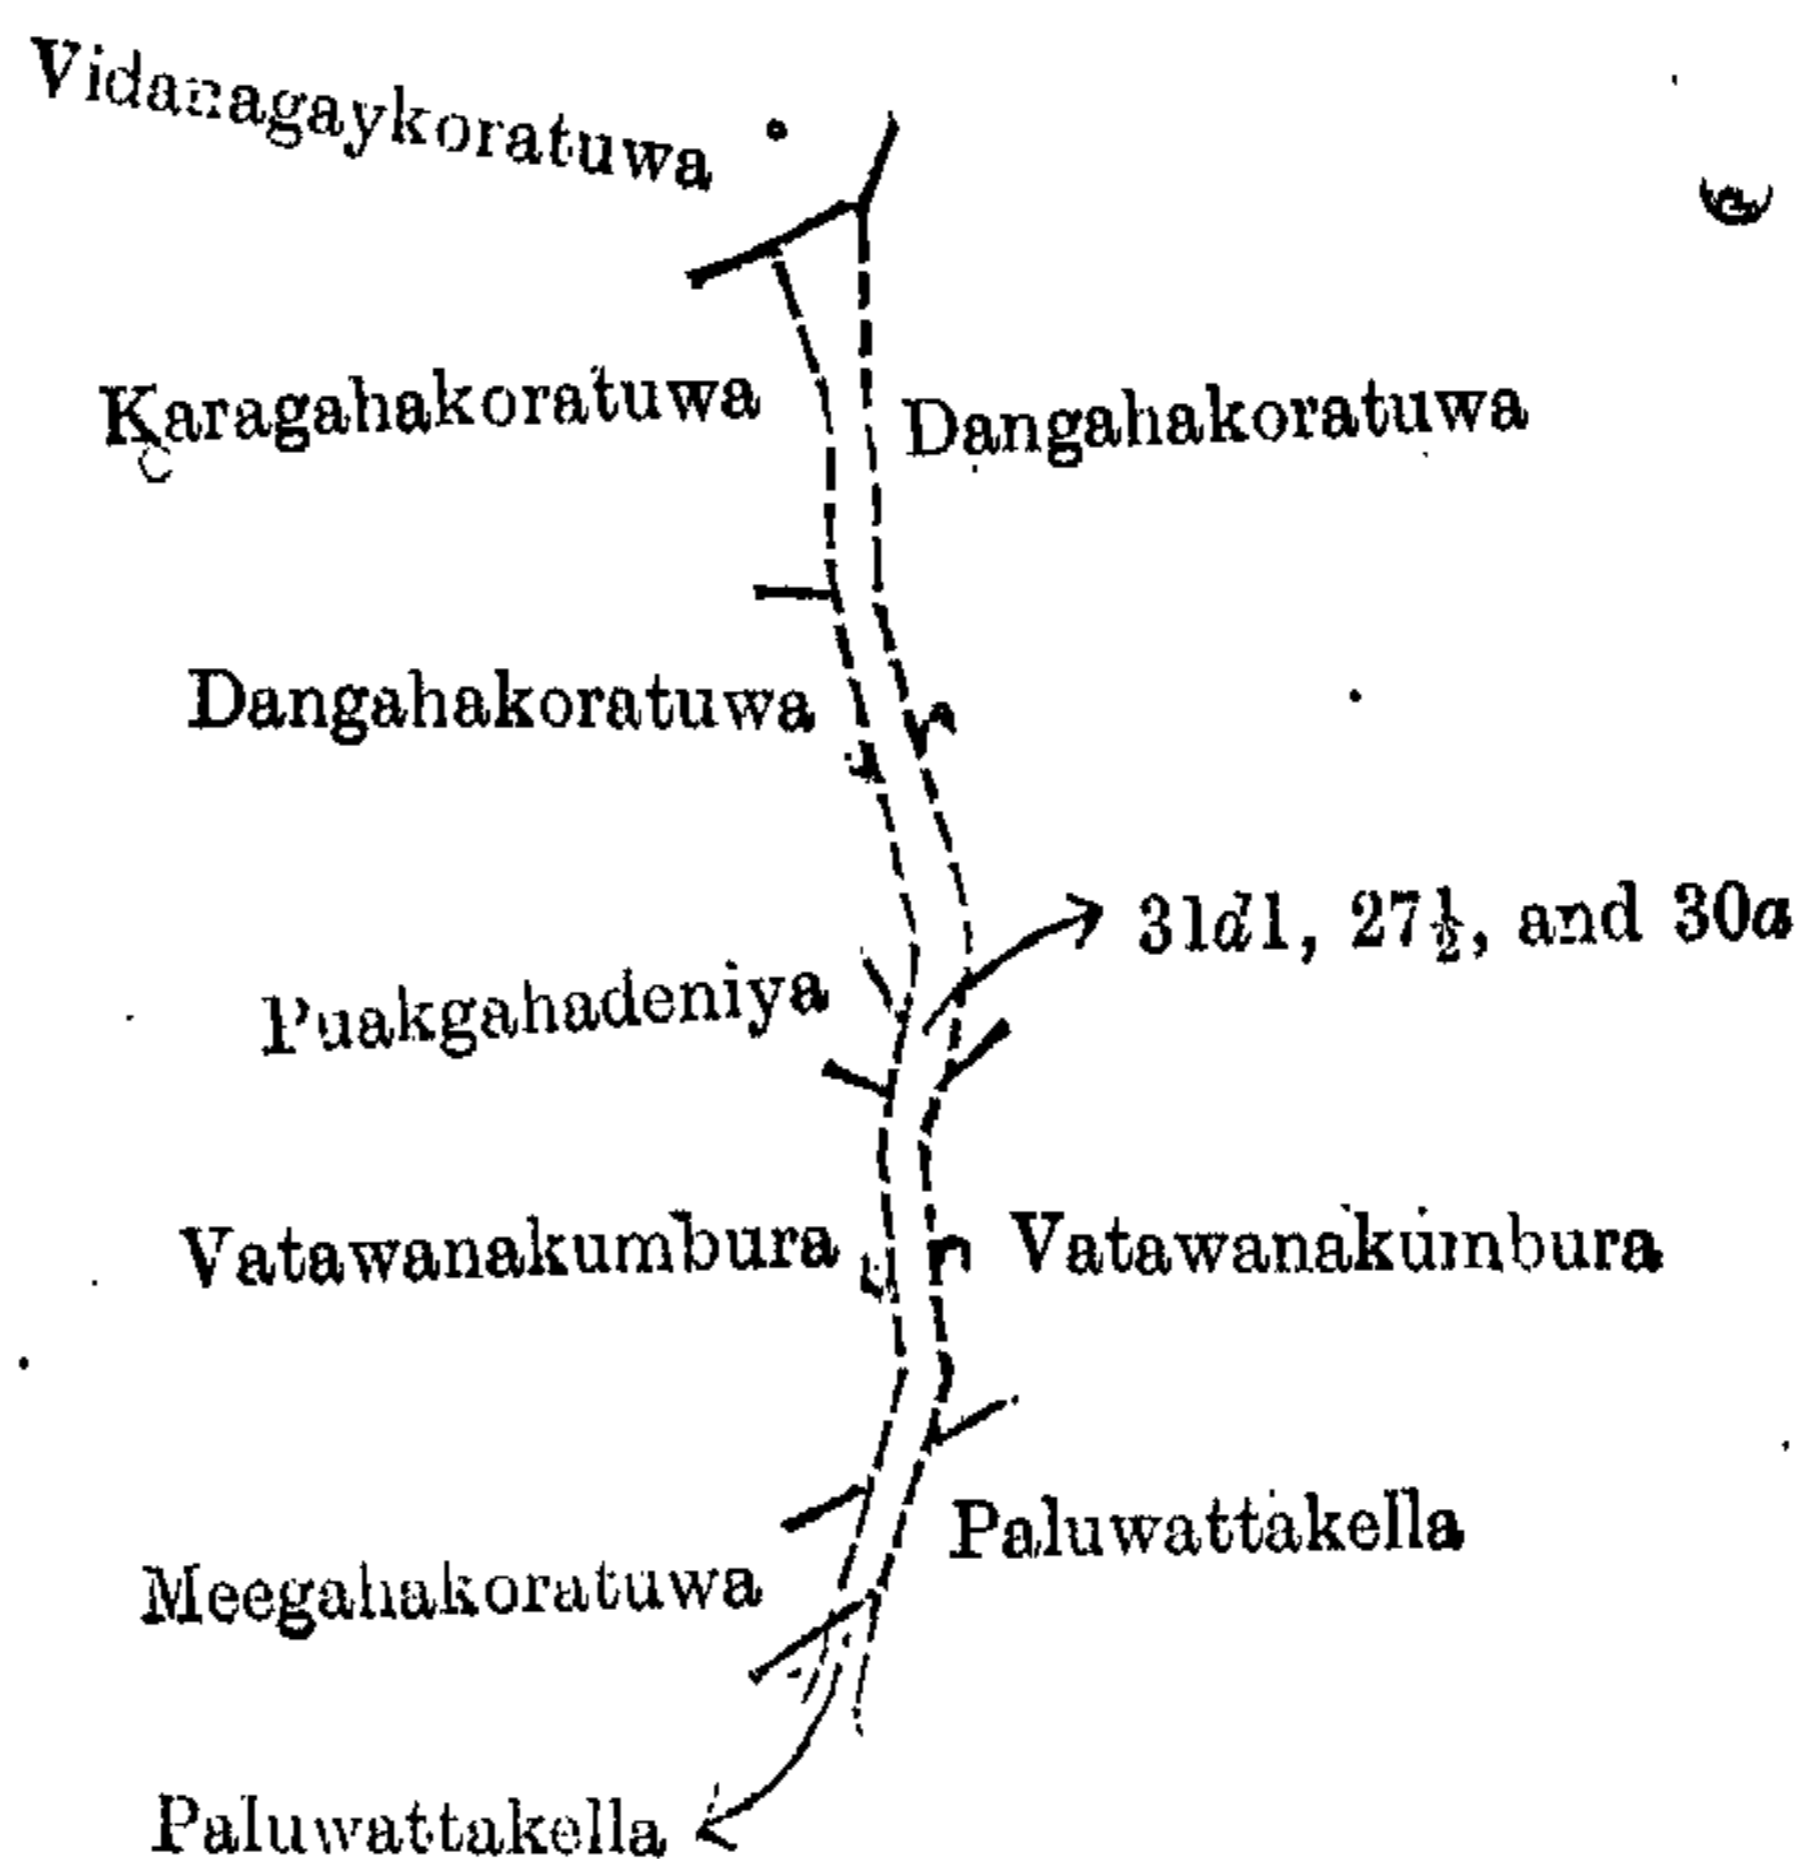 Vidanagaykoratuwa
Karagahakoratuwa
Dangahakoratuwa
Dangahakoratuwa
31d1, 27½, and 30a
Puakgahadeniya
Vatawanakumbura
Vatawanakumbura
Paluwattakella
Meegahakoratuwa
Paluwattakella